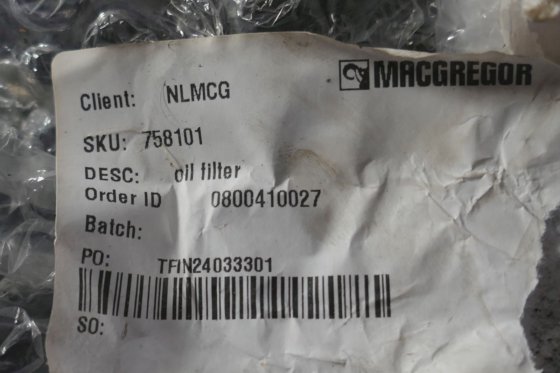 MACGREGOR
Client: NLMCG
SKU: 758101
DESC: oil filter
Order ID 0800410027
Batch:
PO: TFIN24033301
SO: